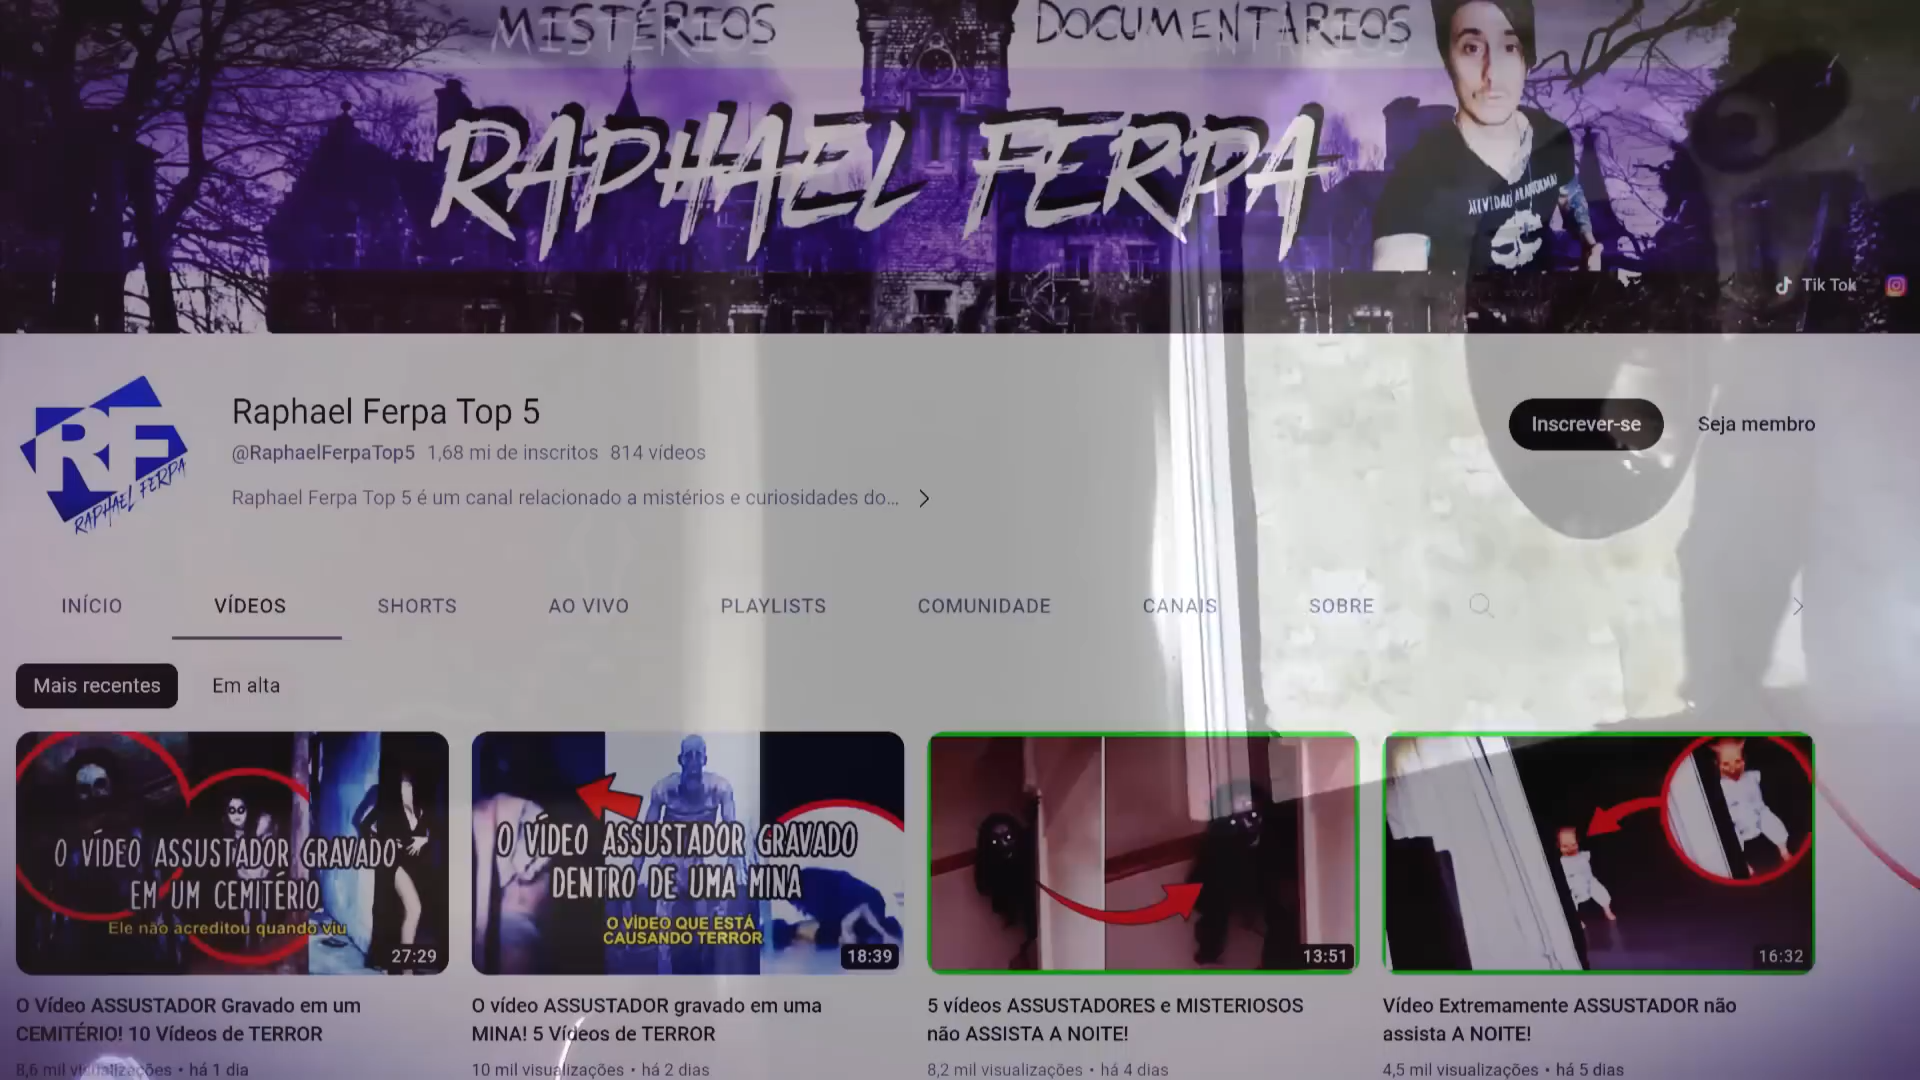 MISTÉRIOS DOCUMENTÁRIOS
RAPHAEL FERPA
Tik Tok
RF
RAPHAEL FERPA
Raphael Ferpa Top 5
@RaphaelFerpaTop5 1,68 mi de inscritos 814 vídeos
Raphael Ferpa Top 5 é um canal relacionado a mistérios e curiosidades do...
Inscrever-se
Seja membro
INÍCIO VÍDEOS SHORTS AO VIVO PLAYLISTS COMUNIDADE CANAIS SOBRE
Mais recentes Em alta
O VÍDEO ASSUSTADOR GRAVADO
EM UM CEMITÉRIO
Ele não acreditou quando viu
27:29
O VÍDEO ASSUSTADOR GRAVADO
DENTRO DE UMA MINA
O VÍDEO QUE ESTÁ
CAUSANDO TERROR
18:39
13:51
16:32
O Vídeo ASSUSTADOR Gravado em um
CEMITÉRIO! 10 Vídeos de TERROR
8,6 mil visualizações • há 1 dia
O vídeo ASSUSTADOR gravado em uma
MINA! 5 Vídeos de TERROR
10 mil visualizações • há 2 dias
5 vídeos ASSUSTADORES e MISTERIOSOS
não ASSISTA A NOITE!
8,2 mil visualizações • há 4 dias
Vídeo Extremamente ASSUSTADOR não
assista A NOITE!
4,5 mil visualizações • há 5 dias